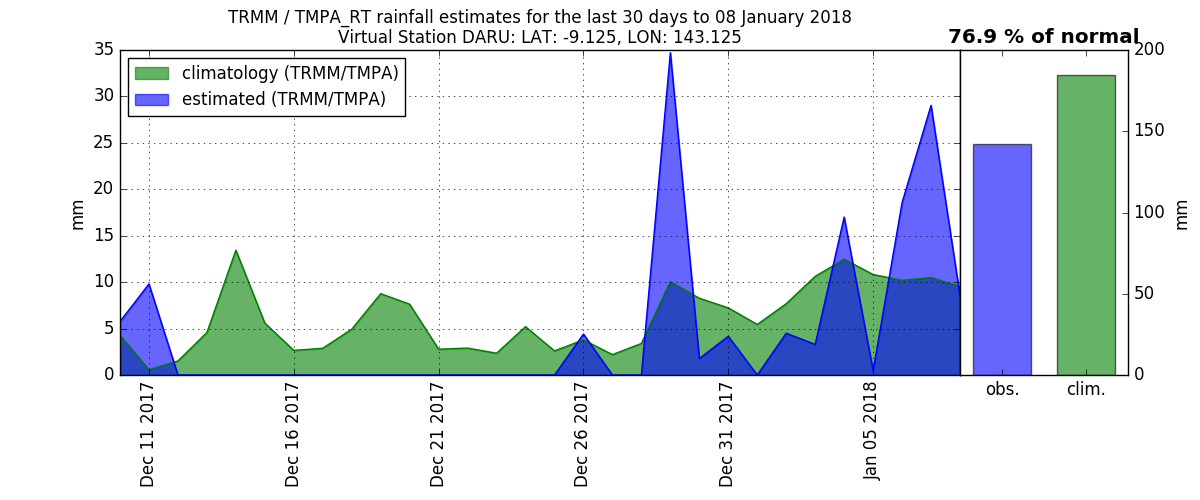 TRMM / TMPA_RT rainfall estimates for the last 30 days to 08 January 2018
Virtual Station DARU: LAT: -9.125, LON: 143.125
76.9 % of normal
climatology (TRMM/TMPA)
estimated (TRMM/TMPA)
35
30
25
20
15
10
5
0
mm
Dec 11 2017
Dec 16 2017
Dec 21 2017
Dec 26 2017
Dec 31 2017
Jan 05 2018
obs.
clim.
200
150
100
50
0
mm